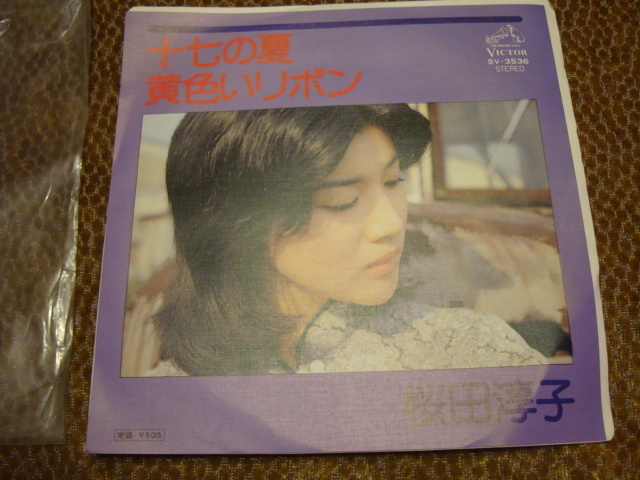 十七の夏
黄色いリボン
VICTOR
SV-3536
STEREO
桜田淳子
定価 ¥500.